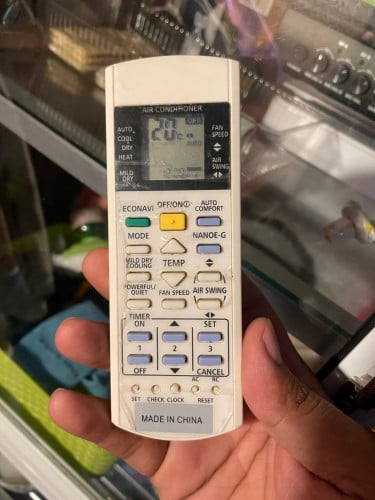 AIR CONDITIONER
AUTO
COOL
DRY
HEAT
MILD
DRY
OFF
AUTO
FAN
SPEED
AIR
SWING
ECONAVI
OFF/ON
AUTO
COMFORT
MODE
NANOE-G
MILD DRY
COOLING
TEMP
POWERFUL/
QUIET
FAN SPEED
AIR SWING
TIMER
ON
SET
1
2
3
OFF
CANCEL
AC RC
SET CHECK CLOCK RESET
MADE IN CHINA